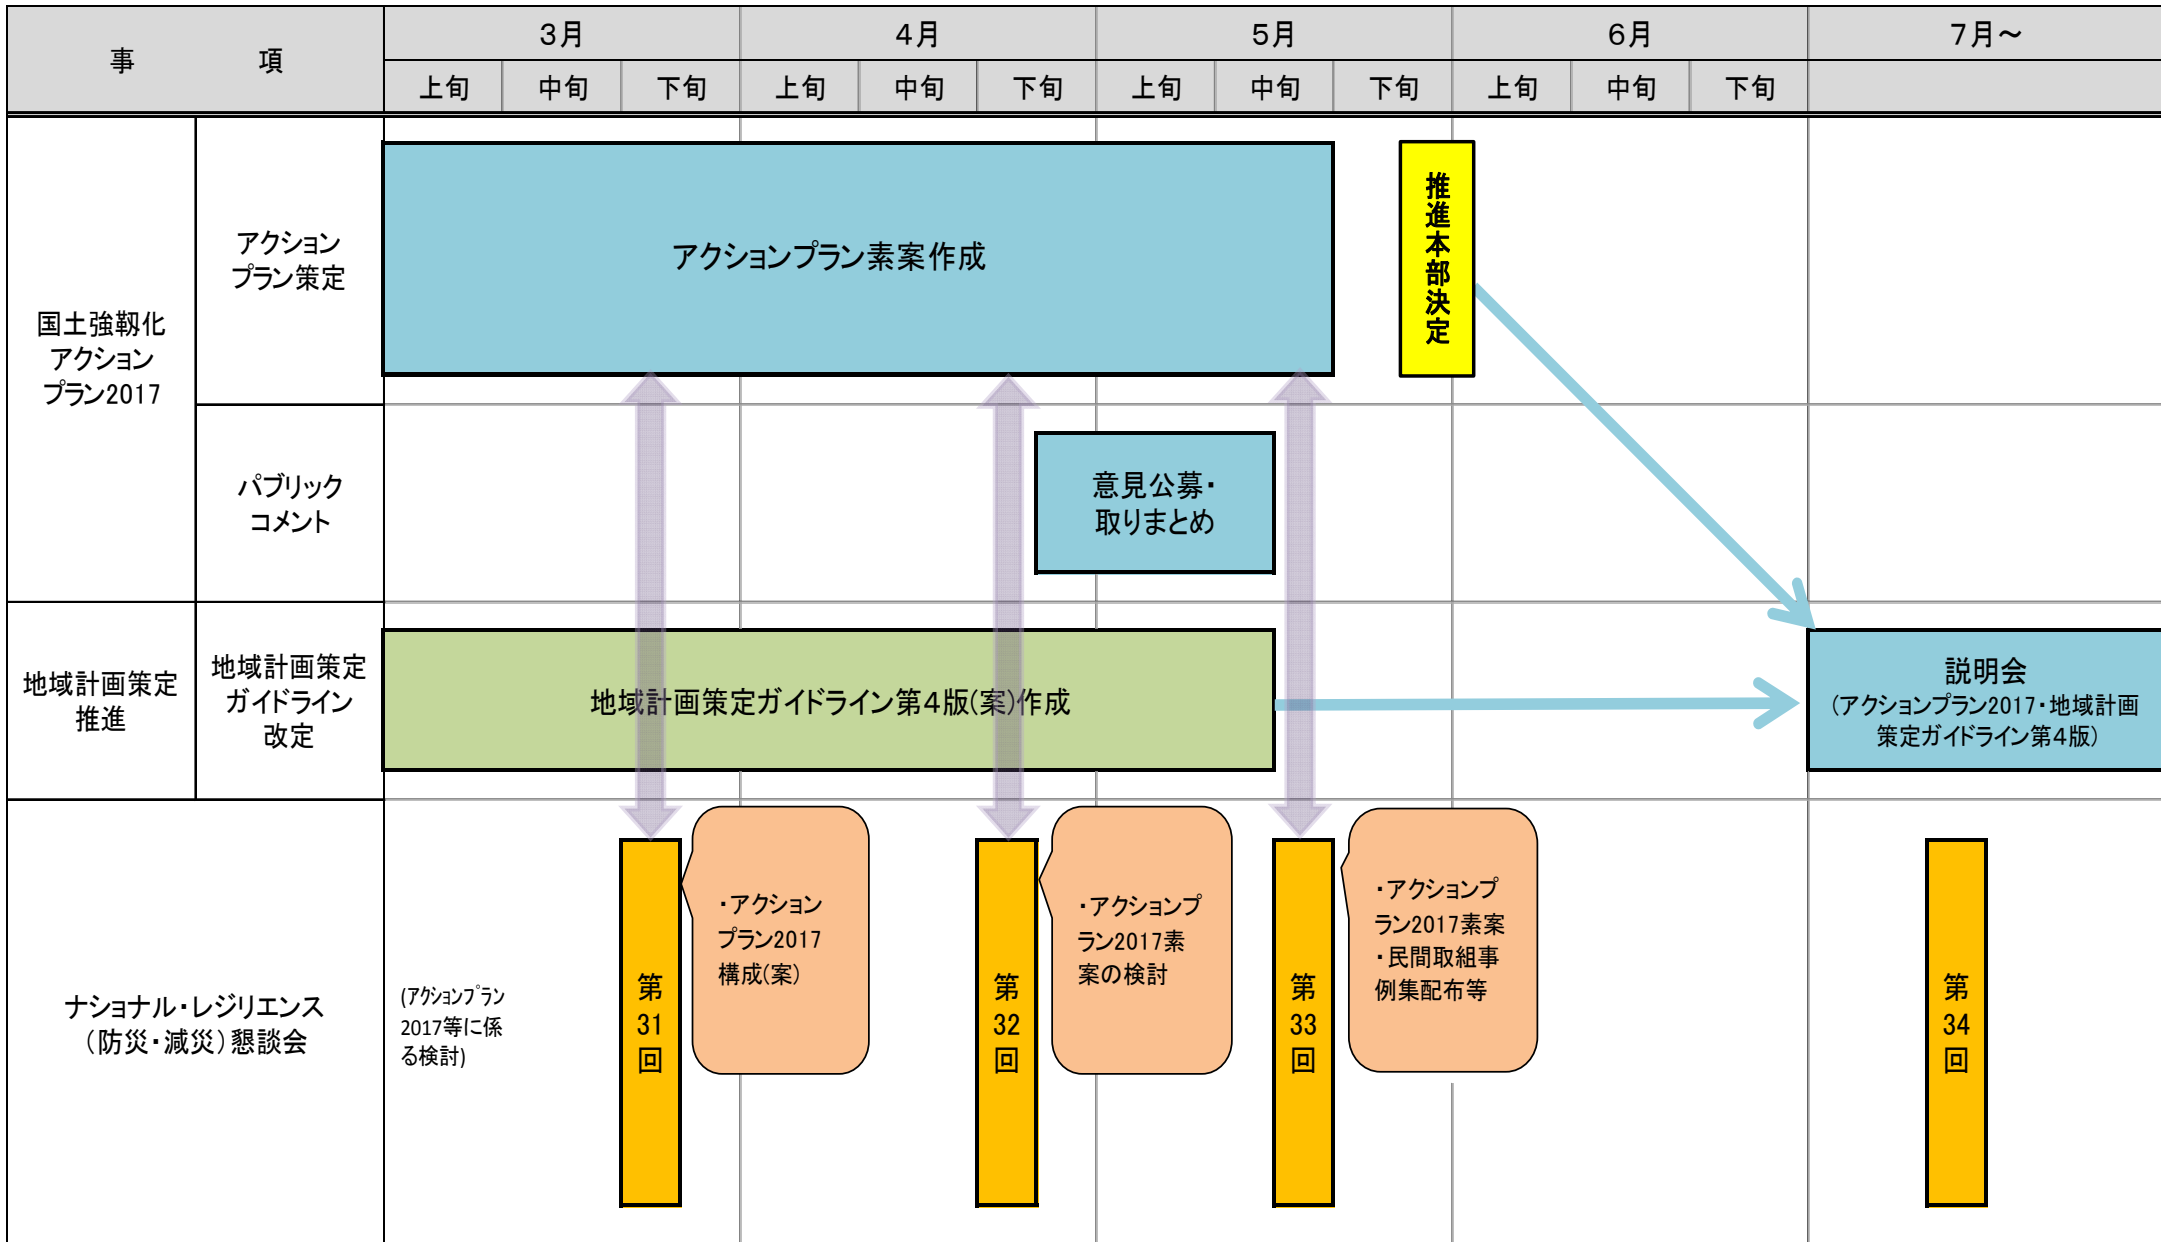 事　項
3月
4月
5月
6月
7月～
上旬
中旬
下旬
上旬
中旬
下旬
上旬
中旬
下旬
上旬
中旬
下旬
国土強靱化
アクション
プラン2017
アクション
プラン策定
アクションプラン素案作成
推進本部決定
パブリック
コメント
意見公募・
取りまとめ
地域計画策定
推進
地域計画策定
ガイドライン
改定
地域計画策定ガイドライン第4版(案)作成
説明会
(アクションプラン2017・地域計画
策定ガイドライン第4版)
ナショナル・レジリエンス
(防災・減災)懇談会
(アクションプラン
2017等に係
る検討)
第
31
回
・アクション
プラン2017
構成(案)
第
32
回
・アクションプ
ラン2017素
案の検討
第
33
回
・アクションプ
ラン2017素案
・民間取組事
例集配布等
第
34
回